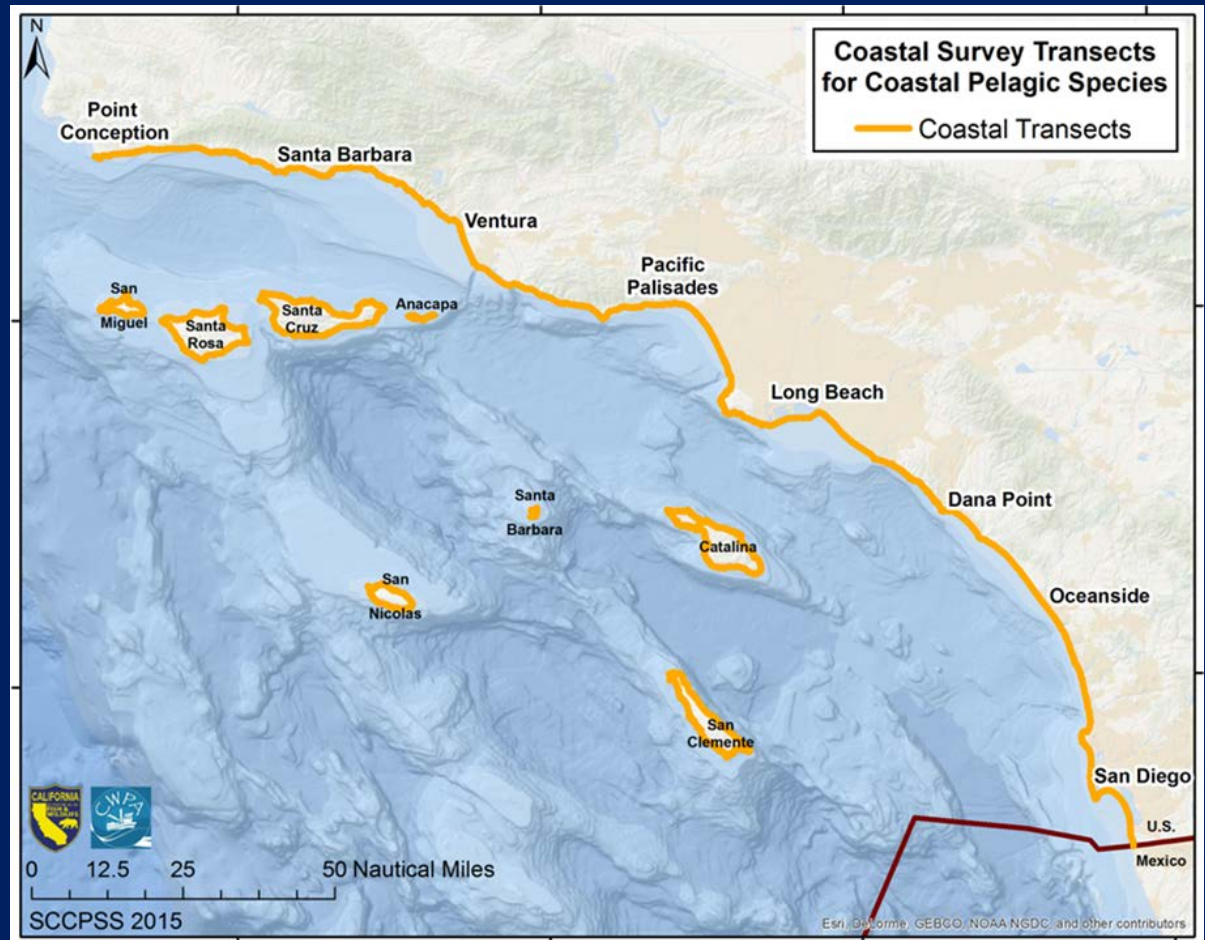 N
Coastal Survey Transects
for Coastal Pelagic Species
Coastal Transects
Point
Conception
Santa Barbara
Ventura
Pacific
Palisades
San
Miguel
Santa
Rosa
Santa
Cruz
Anacapa
Long Beach
Santa
Barbara
Catalina
Dana Point
San
Nicolas
Oceanside
San
Clemente
San Diego
U.S.
Mexico
CALIFORNIA
CWPA
0 12.5 25 50 Nautical Miles
SCCPSS 2015
Esri, DeLorme, GEBCO, NOAA NGDC, and other contributors